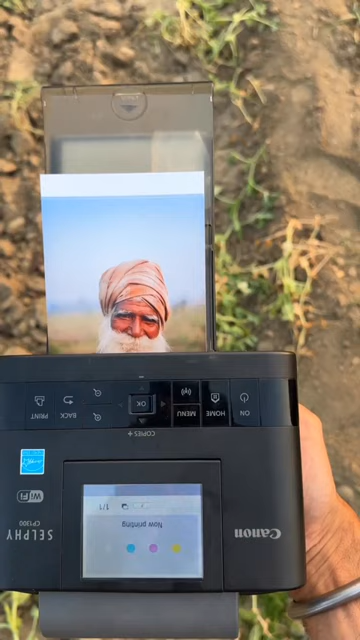 Canon
SELPHY
CP1300
Wi Fi
Now printing
1/1
COPIES +
ON
HOME
MENU
OK
BACK
PRINT